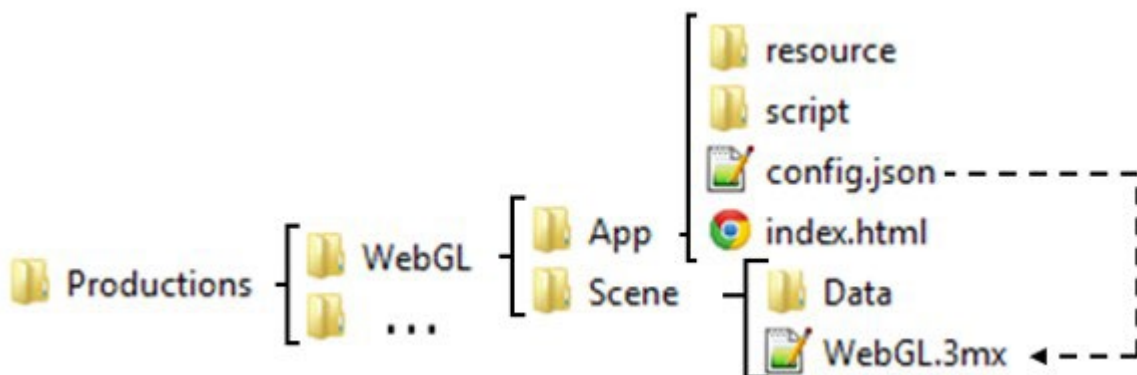 resource
script
config.json
index.html
App
WebGL
Productions
Scene
Data
...
WebGL.3mx